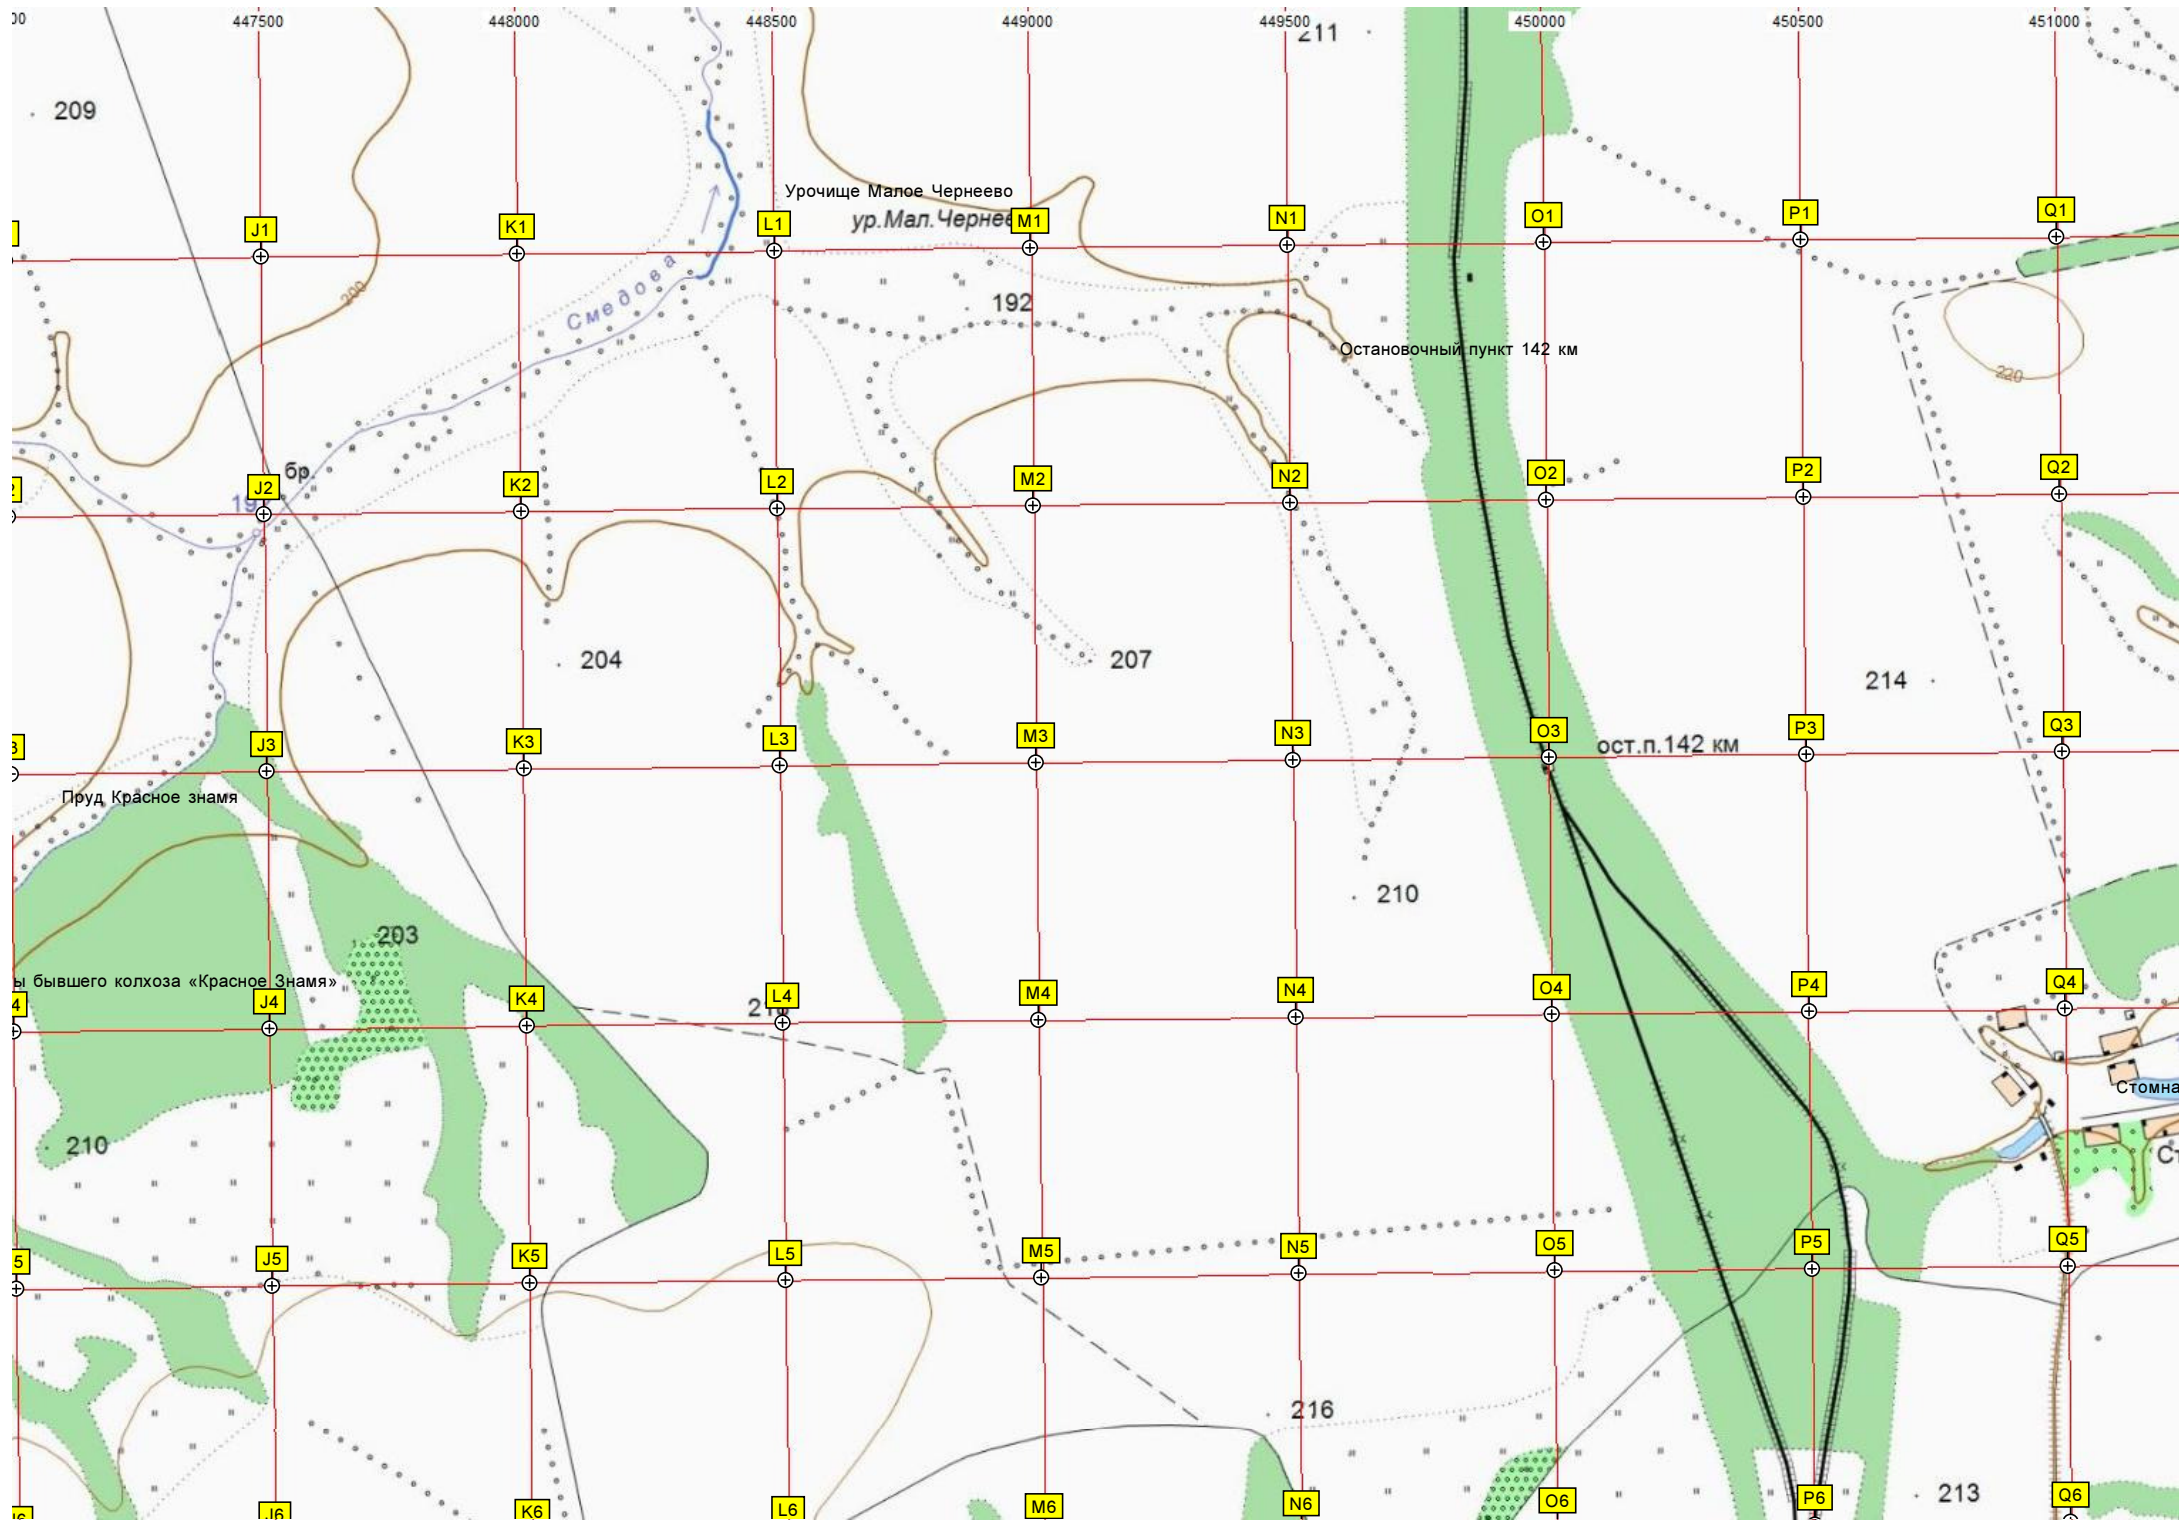 447500 448000 448500 449000 449500 450000 450500 451000
211
209
Урочище Малое Чернеево
ур.Мал.Черне
J1 K1 L1 M1 N1 O1 P1 Q1
Смедова
200
192
Остановочный пункт 142 км
220
бр.
J2 K2 L2 M2 N2 O2 P2 Q2
204
207
214
J3 K3 L3 M3 N3 O3 P3 Q3
ост.п.142 км
Пруд Красное знамя
210
203
ы бывшего колхоза «Красное Знамя»
J4 K4 L4 M4 N4 O4 P4 Q4
Стомна
210
Ст
J5 K5 L5 M5 N5 O5 P5 Q5
216
213
J6 K6 L6 M6 N6 O6 P6 Q6